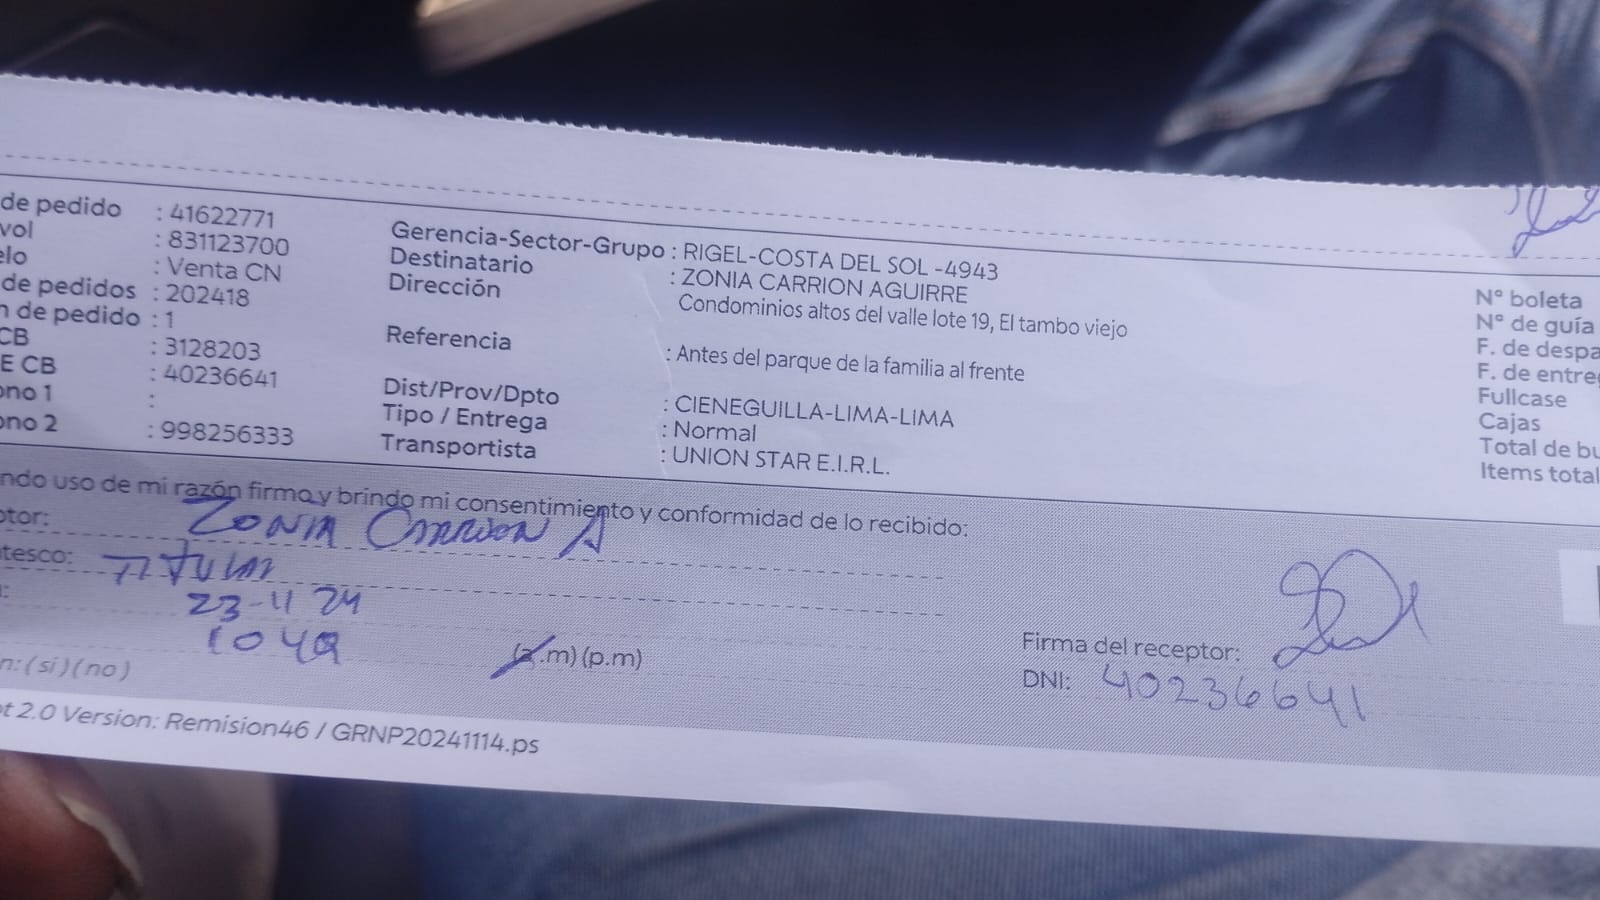 de pedido : 41622771
vol : 831123700
elo : Venta CN
de pedidos : 202418
n de pedido : 1
CB : 3128203
E CB : 40236641
ono 1 :
ono 2 : 998256333
Gerencia-Sector-Grupo : RIGEL-COSTA DEL SOL -4943
Destinatario : ZONIA CARRION AGUIRRE
Dirección Condominios altos del valle lote 19, El tambo viejo
Referencia : Antes del parque de la familia al frente
Dist/Prov/Dpto : CIENEGUILLA-LIMA-LIMA
Tipo / Entrega : Normal
Transportista : UNION STAR E.I.R.L.
N° boleta
N° de guía
F. de despa
F. de entre
Fullcase
Cajas
Total de bu
Items total
ndo uso de mi razón firmo y brindo mi consentimiento y conformidad de lo recibido:
ptor: ZONIA CARRION A
tesco: TITULAR
: 23-11 24
10 49 (a.m) (p.m)
n: (si) (no)
Firma del receptor:
DNI: 40236641
t 2.0 Version: Remision46 / GRNP20241114.ps